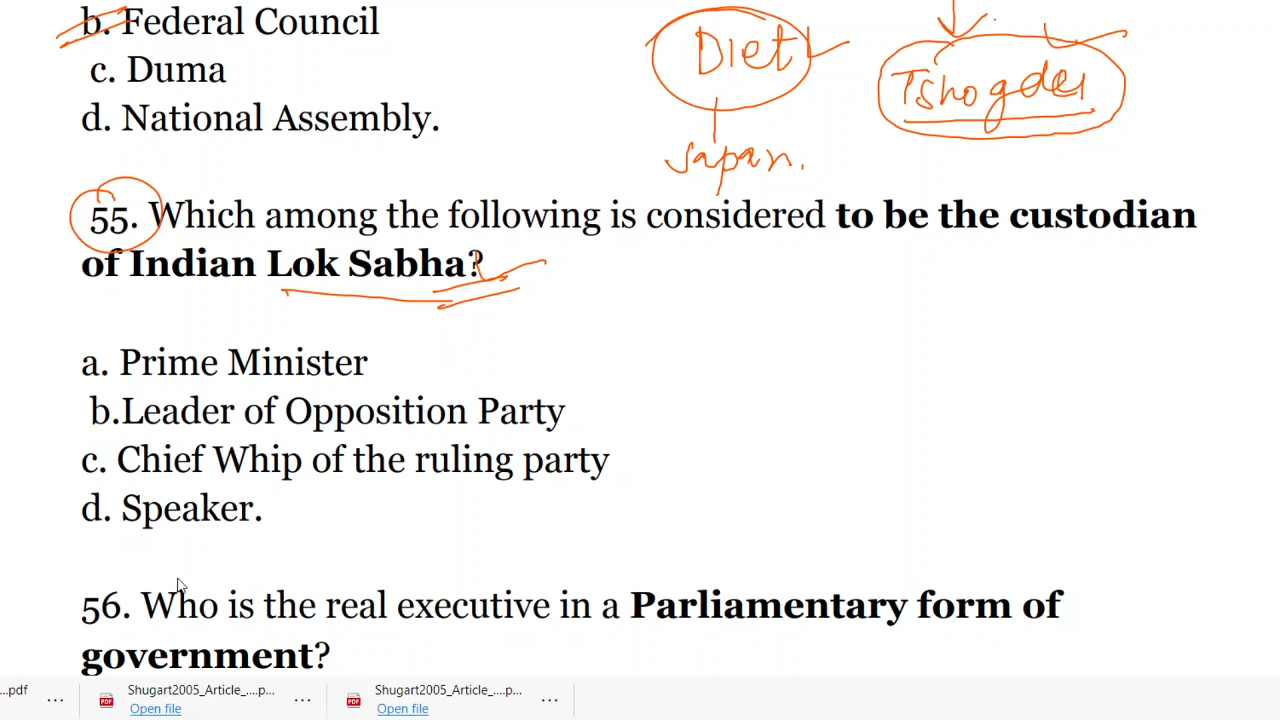 b. Federal Council
c. Duma
d. National Assembly.
Diet
Japan.
Tshogdu
55. Which among the following is considered to be the custodian
of Indian Lok Sabha?
a. Prime Minister
b.Leader of Opposition Party
c. Chief Whip of the ruling party
d. Speaker.
56. Who is the real executive in a Parliamentary form of
government?
...pdf
...
Shugart2005_Article_....p...
Open file
...
Shugart2005_Article_....p...
Open file
...